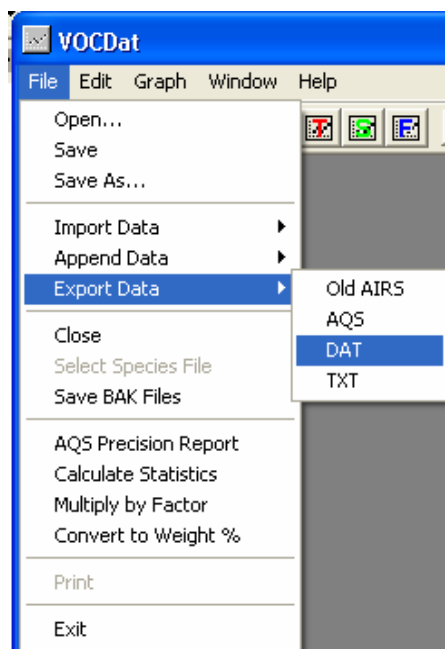 VOCDat
File Edit Graph Window Help
T S F
Open...
Save
Save As...
Import Data
Append Data
Export Data
Old AIRS
AQS
DAT
TXT
Close
Select Species File
Save BAK Files
AQS Precision Report
Calculate Statistics
Multiply by Factor
Convert to Weight %
Print
Exit